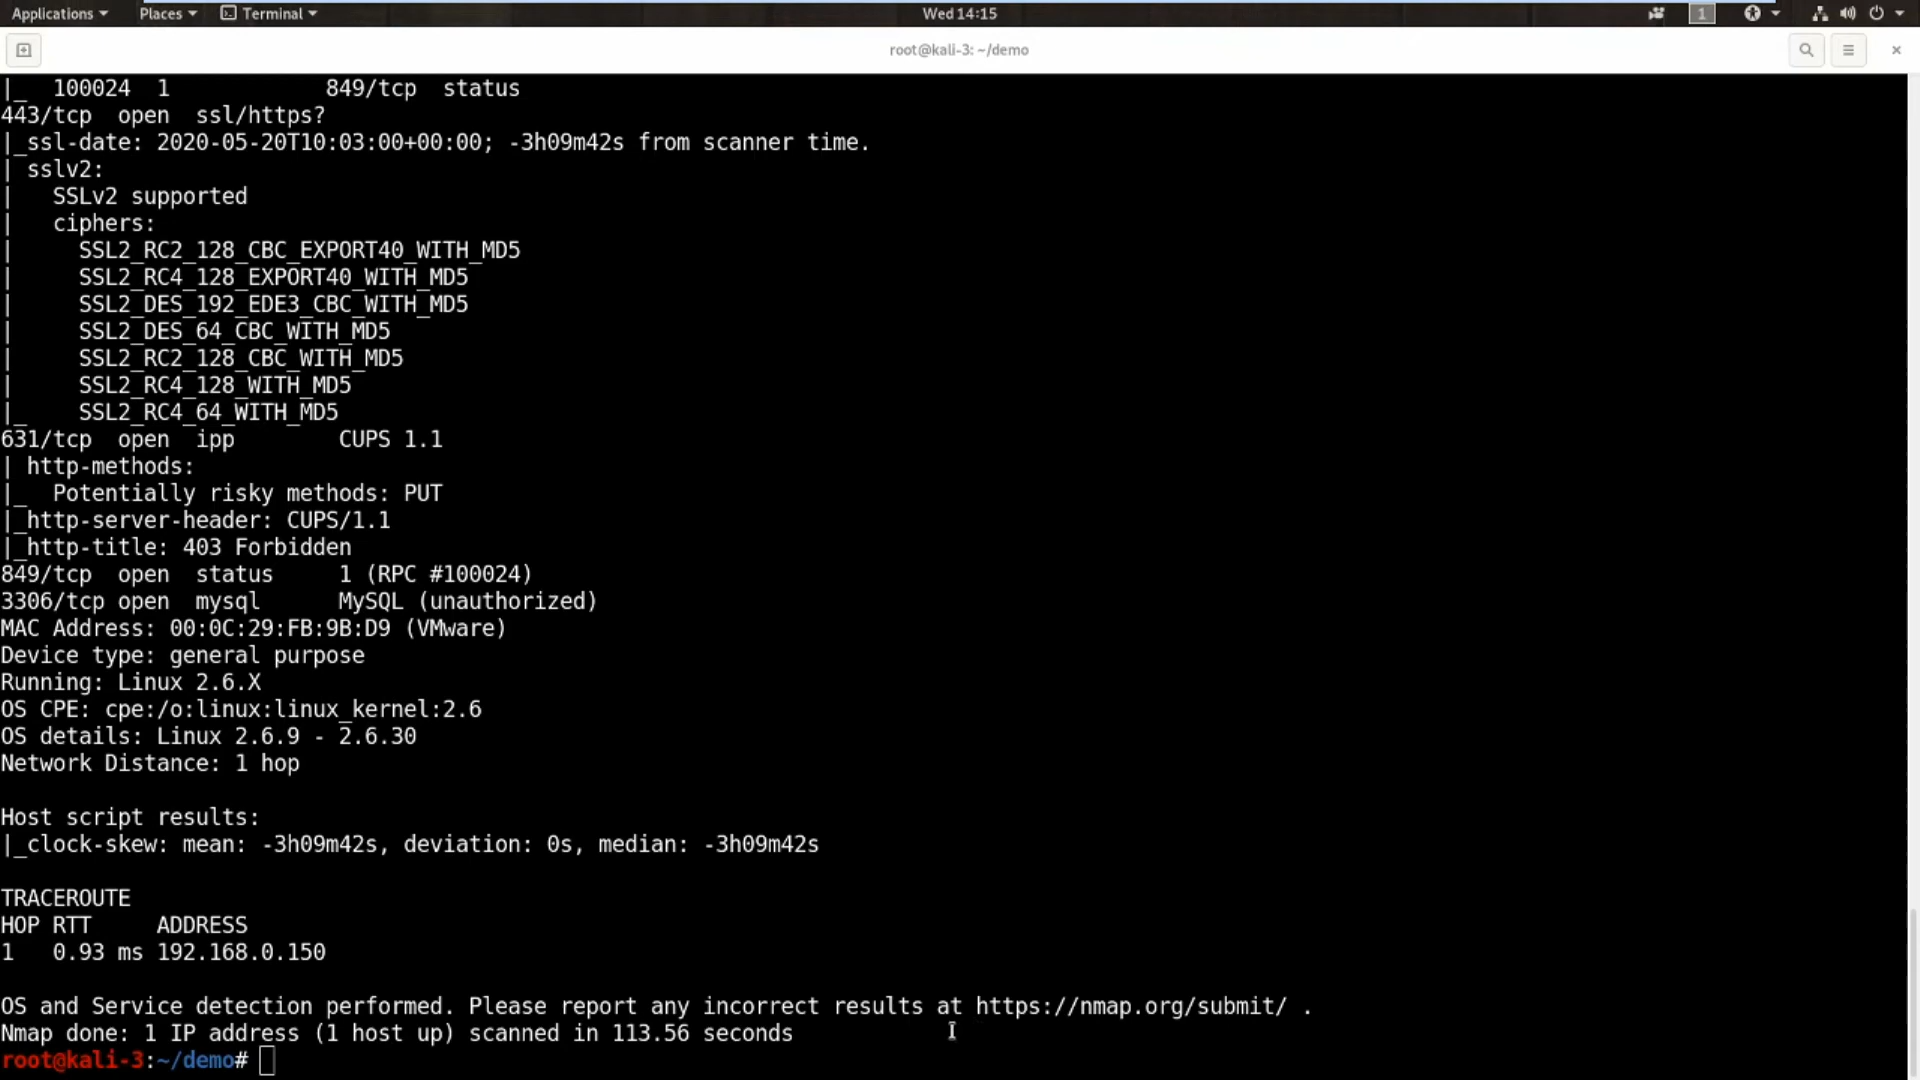 Applications Places Terminal Wed 14:15 1
root@kali-3: ~/demo
|_  100024  1            849/tcp  status
443/tcp  open  ssl/https?
|_ssl-date: 2020-05-20T10:03:00+00:00; -3h09m42s from scanner time.
| sslv2:
|   SSLv2 supported
|   ciphers:
|     SSL2_RC2_128_CBC_EXPORT40_WITH_MD5
|     SSL2_RC4_128_EXPORT40_WITH_MD5
|     SSL2_DES_192_EDE3_CBC_WITH_MD5
|     SSL2_DES_64_CBC_WITH_MD5
|     SSL2_RC2_128_CBC_WITH_MD5
|     SSL2_RC4_128_WITH_MD5
|_    SSL2_RC4_64_WITH_MD5
631/tcp  open  ipp        CUPS 1.1
| http-methods:
|_  Potentially risky methods: PUT
|_http-server-header: CUPS/1.1
|_http-title: 403 Forbidden
849/tcp  open  status     1 (RPC #100024)
3306/tcp open  mysql      MySQL (unauthorized)
MAC Address: 00:0C:29:FB:9B:D9 (VMware)
Device type: general purpose
Running: Linux 2.6.X
OS CPE: cpe:/o:linux:linux_kernel:2.6
OS details: Linux 2.6.9 - 2.6.30
Network Distance: 1 hop
Host script results:
|_clock-skew: mean: -3h09m42s, deviation: 0s, median: -3h09m42s
TRACEROUTE
HOP RTT     ADDRESS
1   0.93 ms 192.168.0.150
OS and Service detection performed. Please report any incorrect results at https://nmap.org/submit/ .
Nmap done: 1 IP address (1 host up) scanned in 113.56 seconds
root@kali-3:~/demo#